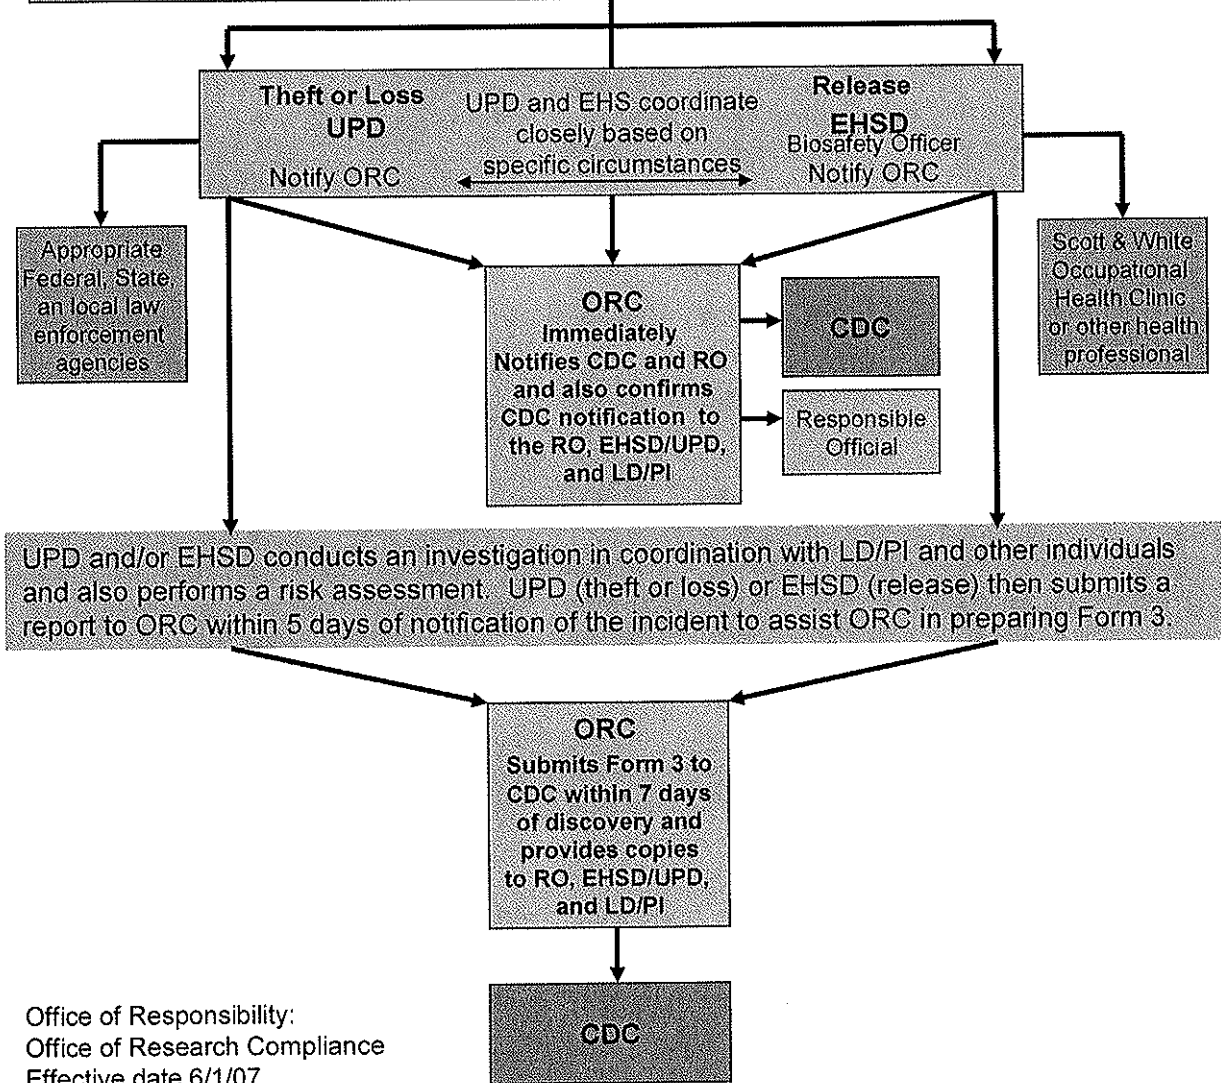 Theft or Loss
UPD
Notify ORC
UPD and EHS coordinate
closely based on
specific circumstances
Release
EHSD
Biosafety Officer
Notify ORC
Appropriate
Federal, State,
an local law
enforcement
agencies
ORC
Immediately
Notifies CDC and RO
and also confirms
CDC notification to
the RO, EHSD/UPD,
and LD/PI
CDC
Responsible
Official
Scott & White
Occupational
Health Clinic
or other health
professional
UPD and/or EHSD conducts an investigation in coordination with LD/PI and other individuals
and also performs a risk assessment. UPD (theft or loss) or EHSD (release) then submits a
report to ORC within 5 days of notification of the incident to assist ORC in preparing Form 3.
ORC
Submits Form 3 to
CDC within 7 days
of discovery and
provides copies
to RO, EHSD/UPD,
and LD/PI
CDC
Office of Responsibility:
Office of Research Compliance
Effective date 6/1/07